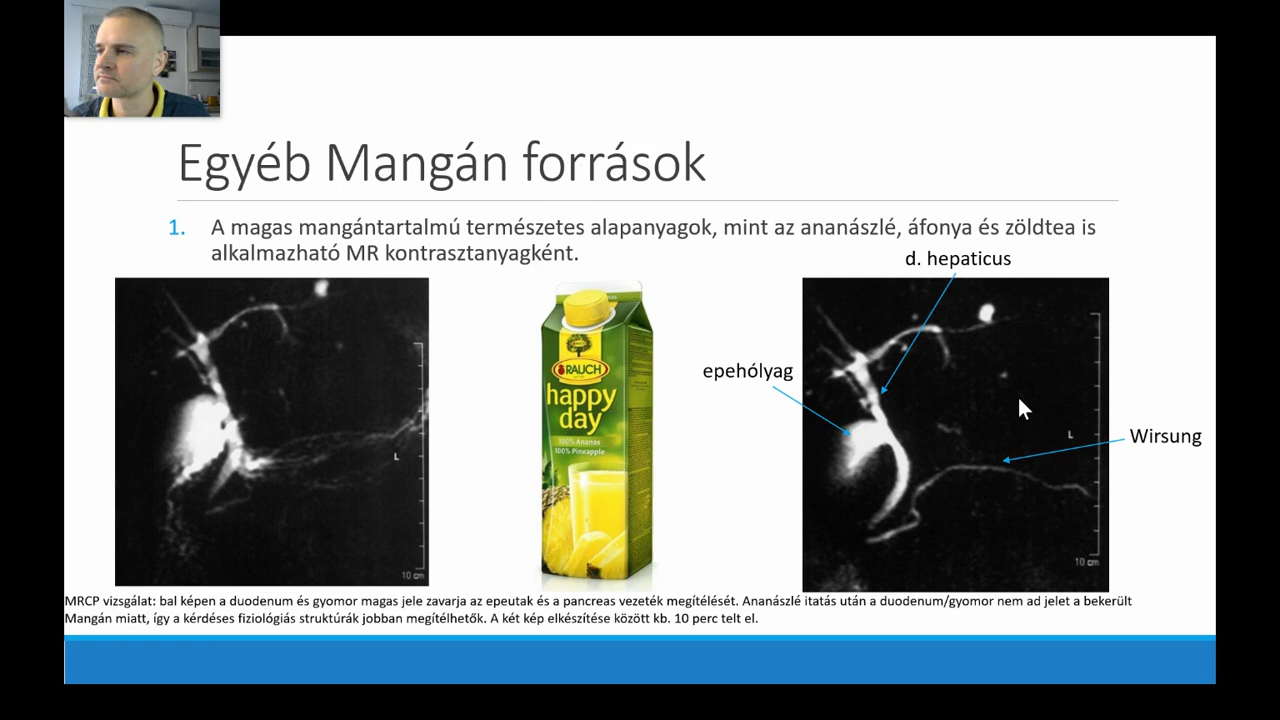 Egyéb Mangán források
1. A magas mangántartalmú természetes alapanyagok, mint az ananászlé, áfonya és zöldtea is
alkalmazható MR kontrasztanyagként.
d. hepaticus
epehólyag
Wirsung
L
10 cm
RAUCH
happy
day
100% Ananas
100% Pineapple
L
10 cm
MRCP vizsgálat: bal képen a duodenum és gyomor magas jele zavarja az epeutak és a pancreas vezeték megítélését. Ananászlé itatás után a duodenum/gyomor nem ad jelet a bekerült
Mangán miatt, így a kérdéses fiziológiás struktúrák jobban megítélhetők. A két kép elkészítése között kb. 10 perc telt el.